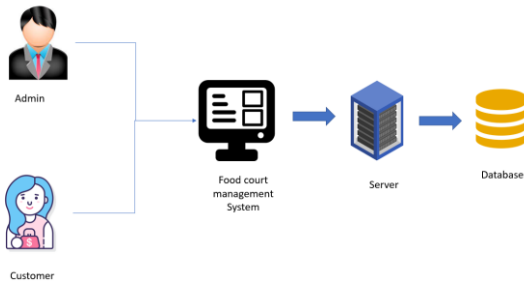 Admin
Food court
management
System
Server
Database
$
Customer